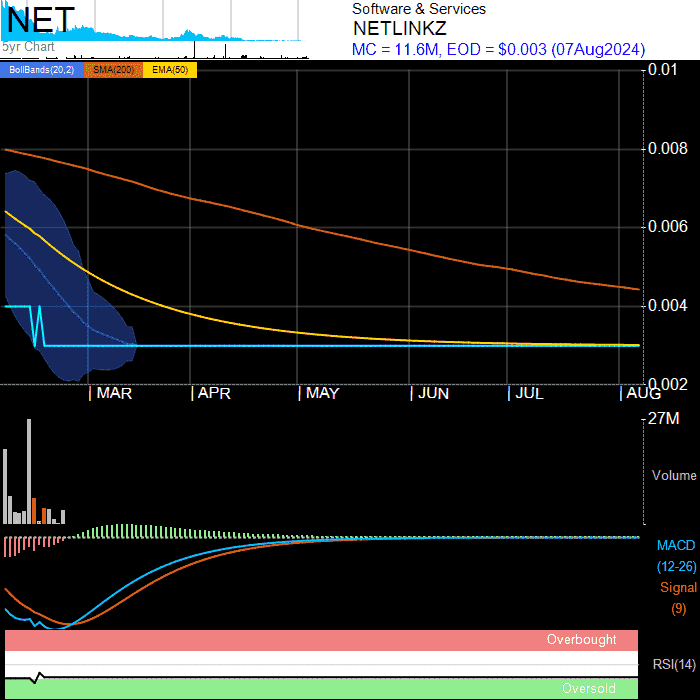 NET
5yr Chart
Software & Services
NETLINKZ
MC = 11.6M, EOD = $0.003 (07Aug2024)
BollBands(20,2) SMA(200) EMA(50)
0.01
0.008
0.006
0.004
0.002
MAR APR MAY JUN JUL AUG
27M
Volume
MACD
(12-26)
Signal
(9)
Overbought
RSI(14)
Oversold